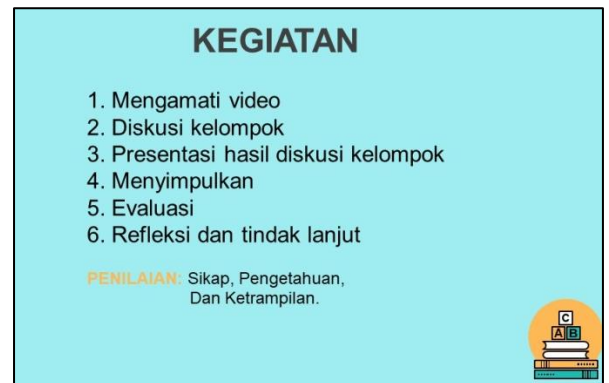 KEGIATAN
1. Mengamati video
2. Diskusi kelompok
3. Presentasi hasil diskusi kelompok
4. Menyimpulkan
5. Evaluasi
6. Refleksi dan tindak lanjut
PENILAIAN: Sikap, Pengetahuan,
Dan Ketrampilan.
C
A B